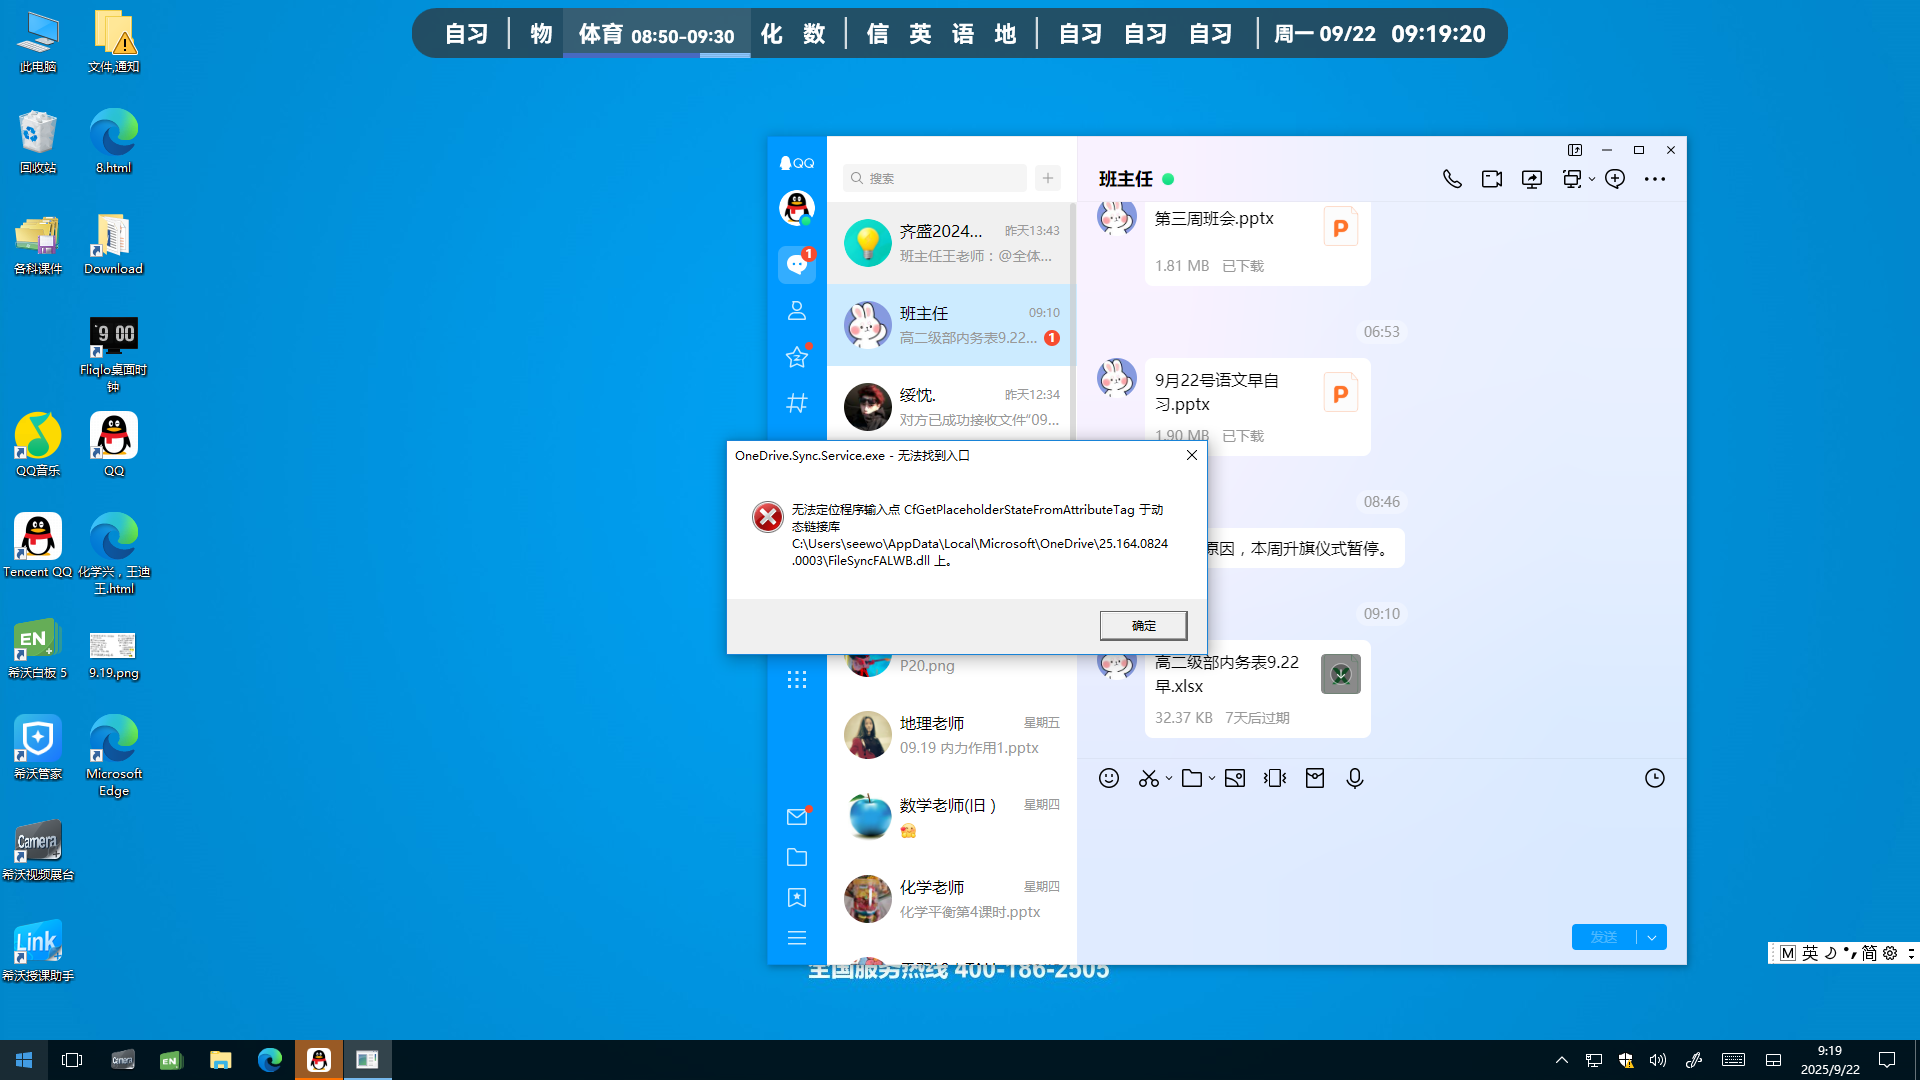 自习 物 体育 08:50-09:30 化 数 信 英 语 地 自习 自习 自习 周一 09/22 09:19:20
此电脑
文件,通知
回收站
8.html
各科课件
Download
9 00
Fliqlo桌面时
钟
QQ音乐
QQ
Tencent QQ
化学兴，王迪
王.html
EN
希沃白板 5
9.19.png
希沃管家
Microsoft
Edge
Camera
希沃视频展台
Link
希沃授课助手
QQ
1
搜索
齐盛2024...
昨天13:43
班主任王老师：@全体...
班主任
09:10
高二级部内务表9.22...
1
绥忱.
昨天12:34
对方已成功接收文件“09...
P20.png
地理老师
星期五
09.19 内力作用1.pptx
数学老师(旧 )
星期四
化学老师
星期四
化学平衡第4课时.pptx
班主任
第三周班会.pptx
P
1.81 MB 已下载
06:53
9月22号语文早自
习.pptx
P
1.90 MB 已下载
08:46
原因，本周升旗仪式暂停。
09:10
高二级部内务表9.22
早.xlsx
32.37 KB 7天后过期
发送
OneDrive.Sync.Service.exe - 无法找到入口
无法定位程序输入点 CfGetPlaceholderStateFromAttributeTag 于动
态链接库
C:\Users\seewo\AppData\Local\Microsoft\OneDrive\25.164.0824
.0003\FileSyncFALWB.dll 上。
确定
全国服务热线 400-186-2505
M 英 简
Camera
EN
9:19
2025/9/22